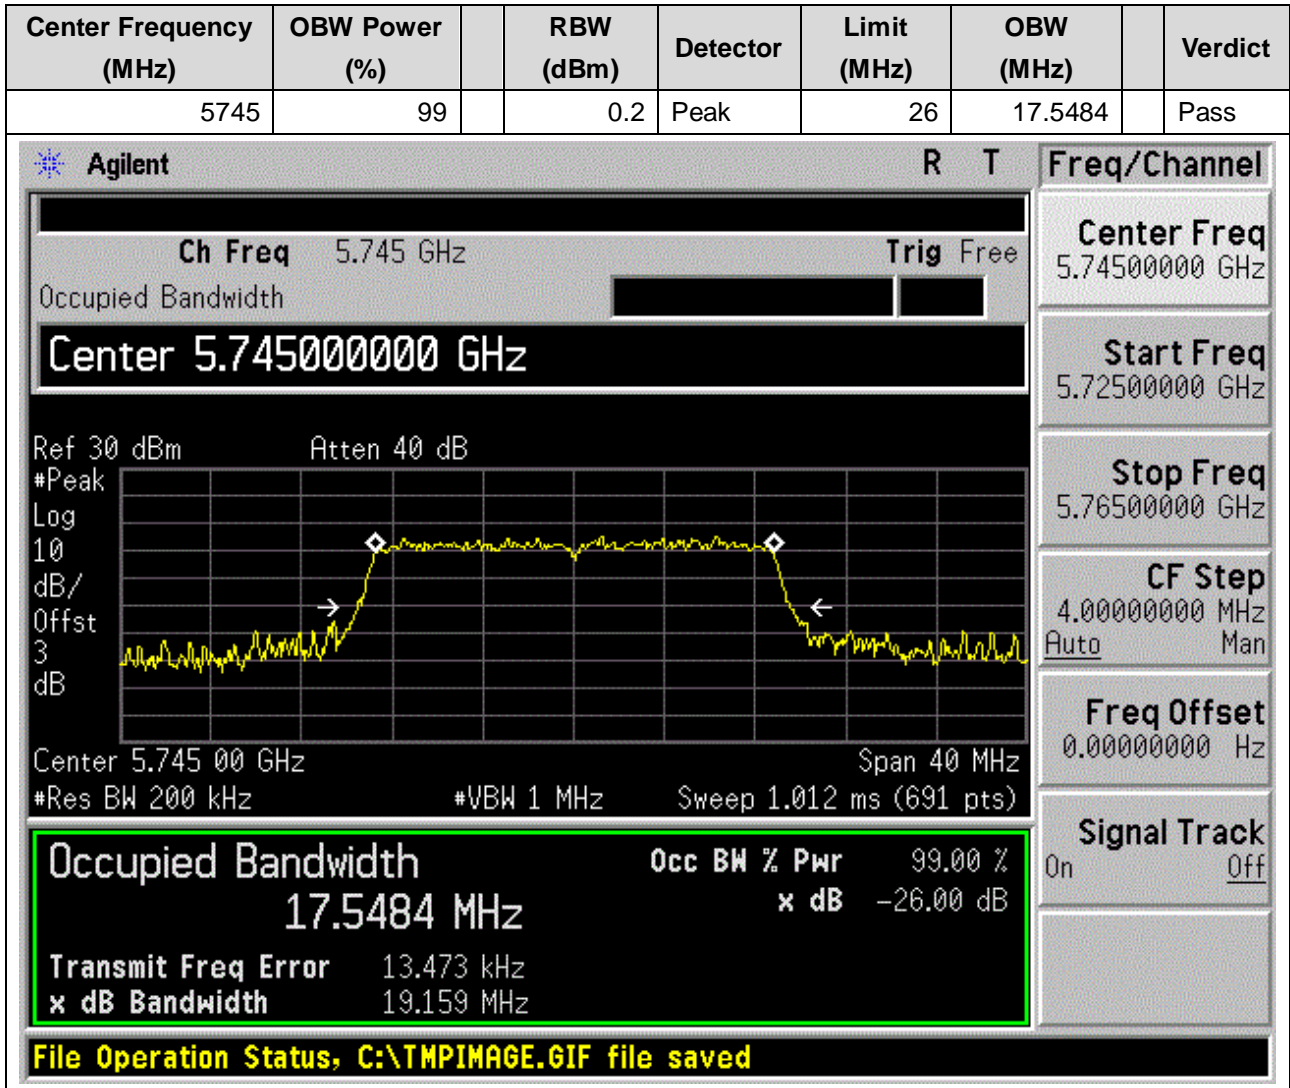 Center Frequency (MHz) OBW Power (%) RBW (dBm) Detector Limit (MHz) OBW (MHz) Verdict
5745 99 0.2 Peak 26 17.5484 Pass
Agilent R T Freq/Channel
Ch Freq 5.745 GHz Trig Free
Occupied Bandwidth
Center 5.745000000 GHz
Center Freq
5.74500000 GHz
Start Freq
5.72500000 GHz
Stop Freq
5.76500000 GHz
CF Step
4.00000000 MHz
Auto Man
Freq Offset
0.00000000 Hz
Signal Track
On Off
Ref 30 dBm Atten 40 dB
#Peak
Log
10
dB/
Offst
3
dB
Center 5.745 00 GHz Span 40 MHz
#Res BW 200 kHz #VBW 1 MHz Sweep 1.012 ms (691 pts)
Occupied Bandwidth Occ BW % Pwr 99.00 %
17.5484 MHz x dB -26.00 dB
Transmit Freq Error 13.473 kHz
x dB Bandwidth 19.159 MHz
File Operation Status, C:\TMPIMAGE.GIF file saved